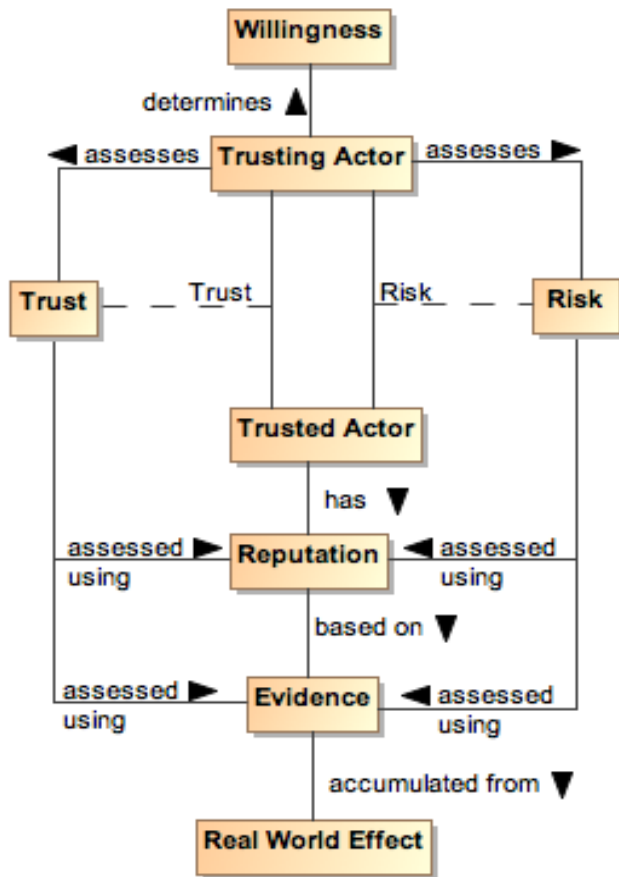 Willingness
determines
assesses
Trusting Actor
assesses
Trust
Trust
Risk
Risk
Trusted Actor
has
assessed
using
Reputation
assessed
using
based on
assessed
using
Evidence
assessed
using
accumulated from
Real World Effect